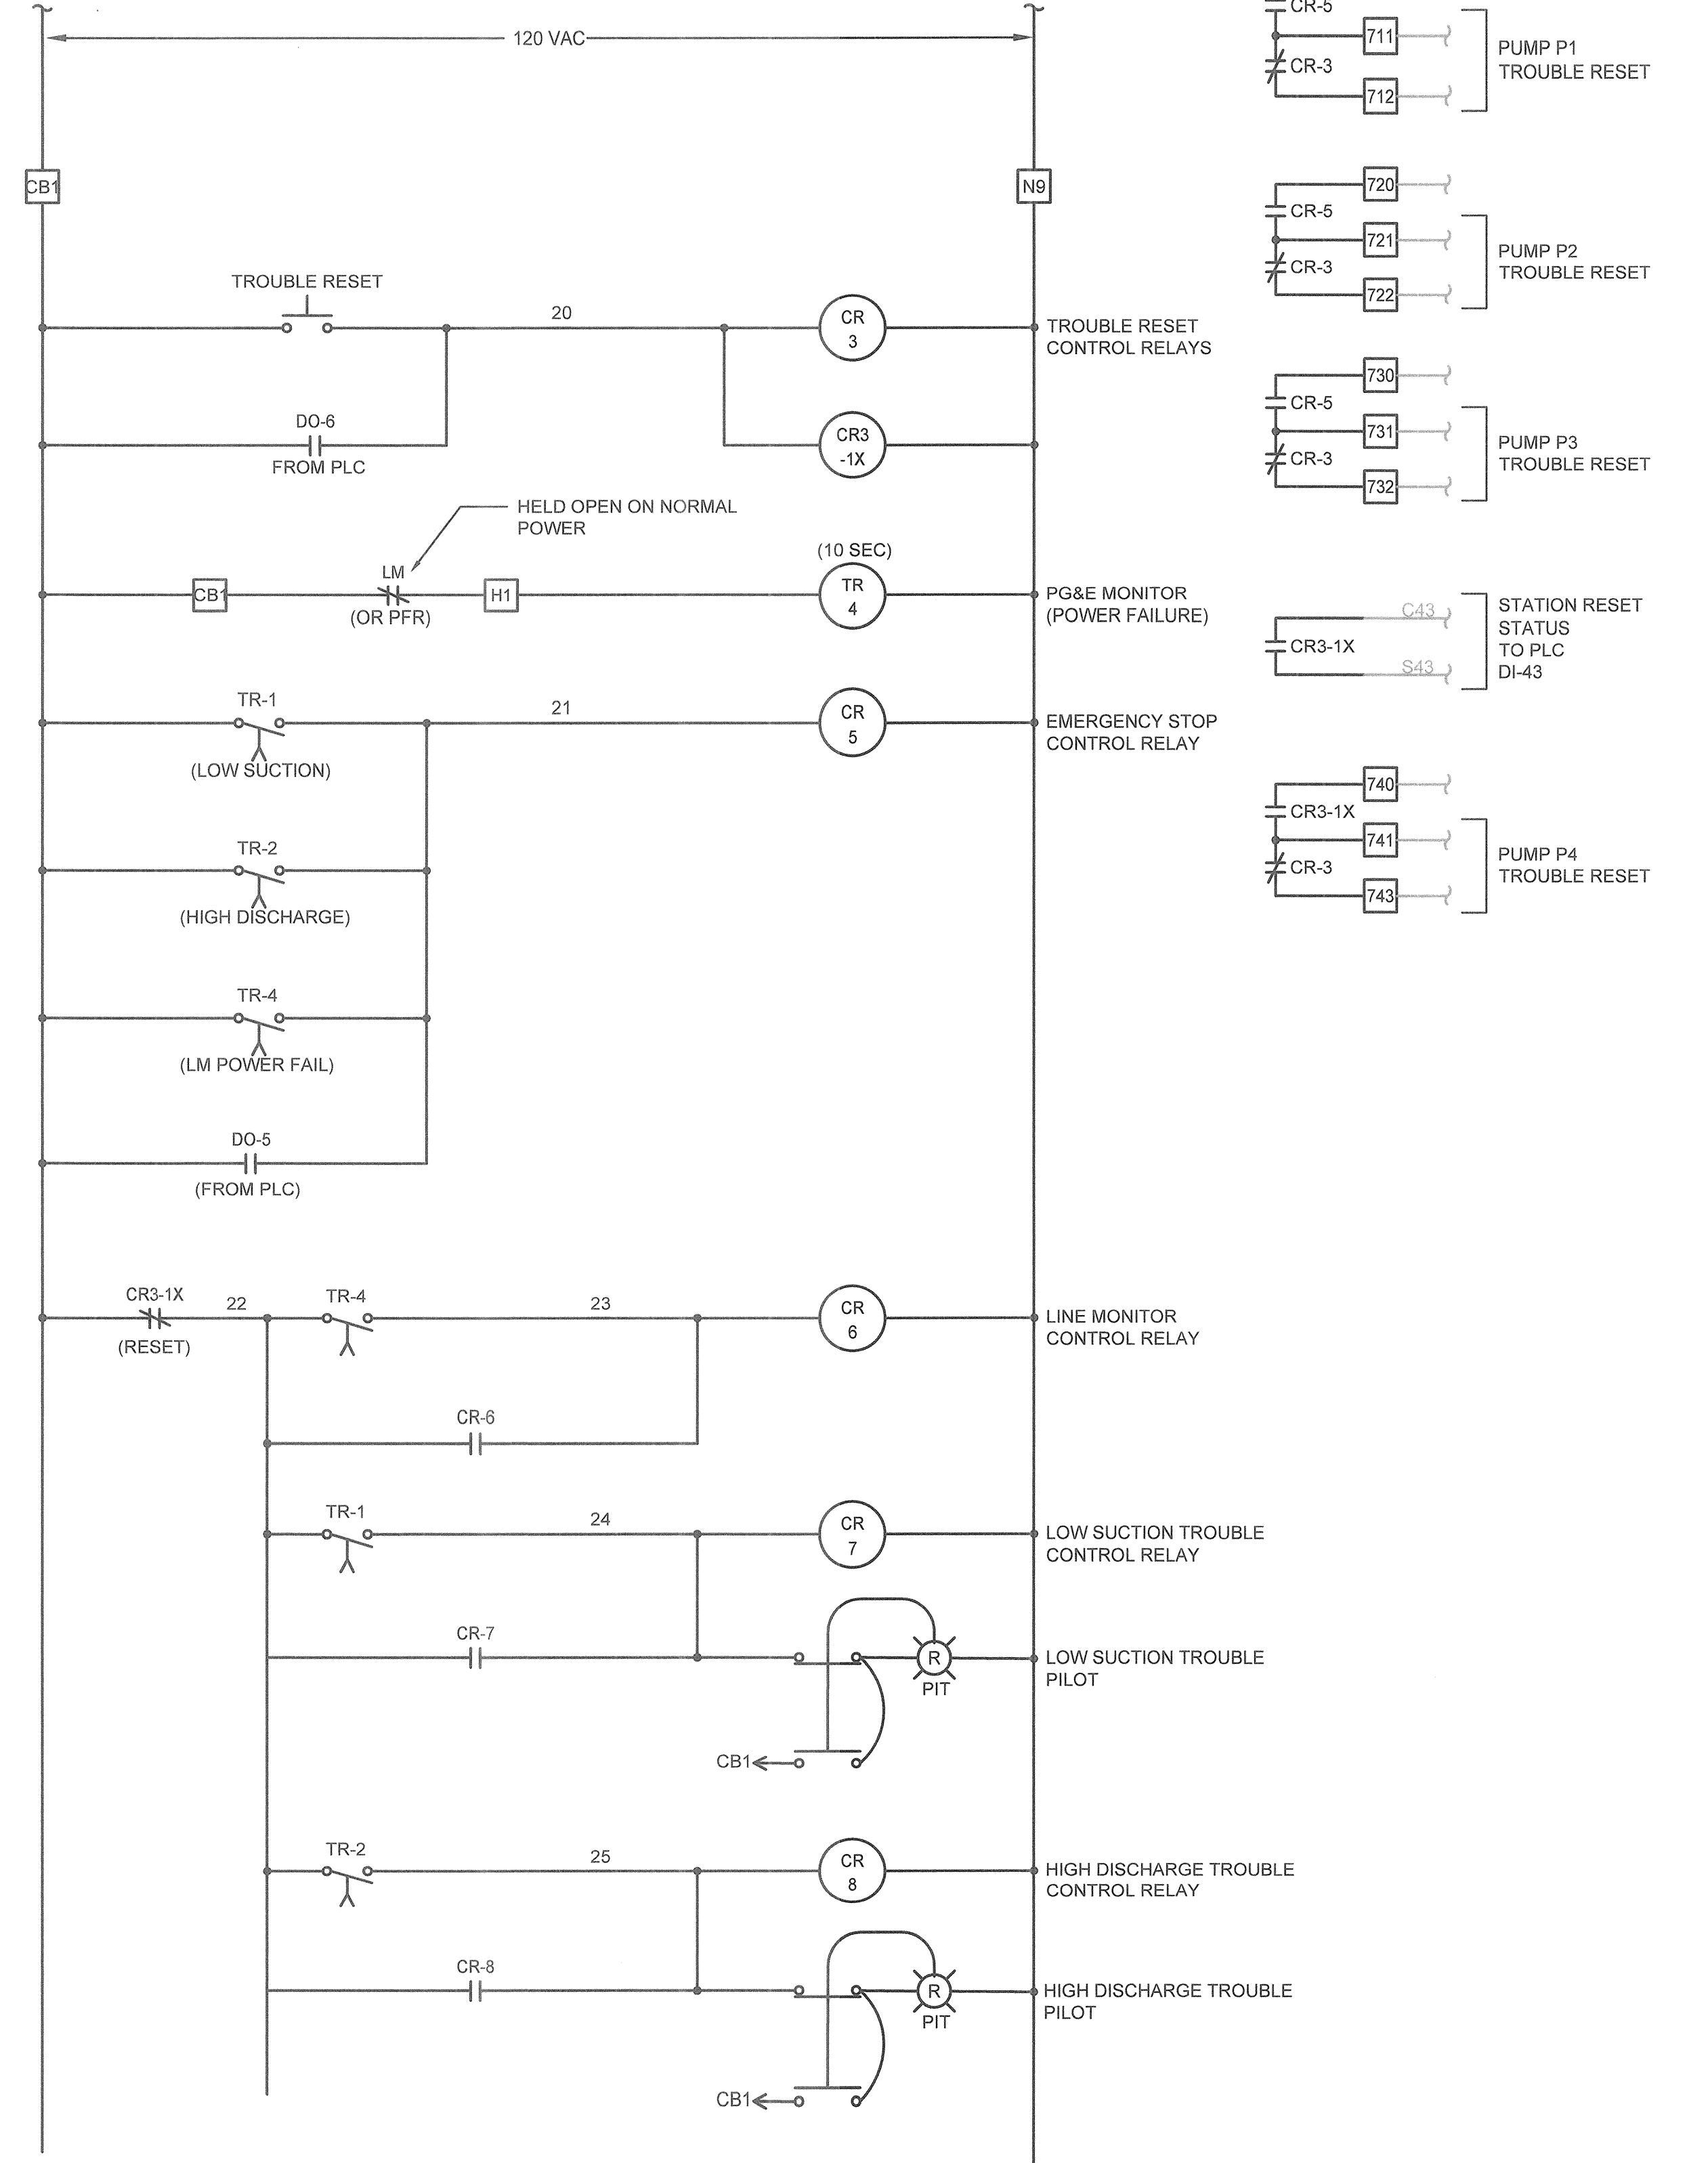 CR-5
120 VAC
711
PUMP P1
TROUBLE RESET
CR-3
712
CB1
N9
720
CR-5
721
PUMP P2
TROUBLE RESET
CR-3
722
TROUBLE RESET
20
CR
3
TROUBLE RESET
CONTROL RELAYS
730
CR-5
731
PUMP P3
TROUBLE RESET
CR-3
732
DO-6
FROM PLC
CR3
-1X
HELD OPEN ON NORMAL
POWER
(10 SEC)
CB1
LM
(OR PFR)
H1
TR
4
PG&E MONITOR
(POWER FAILURE)
C43
CR3-1X
S43
STATION RESET
STATUS
TO PLC
DI-43
TR-1
(LOW SUCTION)
21
CR
5
EMERGENCY STOP
CONTROL RELAY
740
CR3-1X
741
PUMP P4
TROUBLE RESET
CR-3
743
TR-2
(HIGH DISCHARGE)
TR-4
(LM POWER FAIL)
DO-5
(FROM PLC)
CR3-1X
(RESET)
22
TR-4
23
CR
6
LINE MONITOR
CONTROL RELAY
CR-6
TR-1
24
CR
7
LOW SUCTION TROUBLE
CONTROL RELAY
CR-7
R
PIT
LOW SUCTION TROUBLE
PILOT
CB1
TR-2
25
CR
8
HIGH DISCHARGE TROUBLE
CONTROL RELAY
CR-8
R
PIT
HIGH DISCHARGE TROUBLE
PILOT
CB1